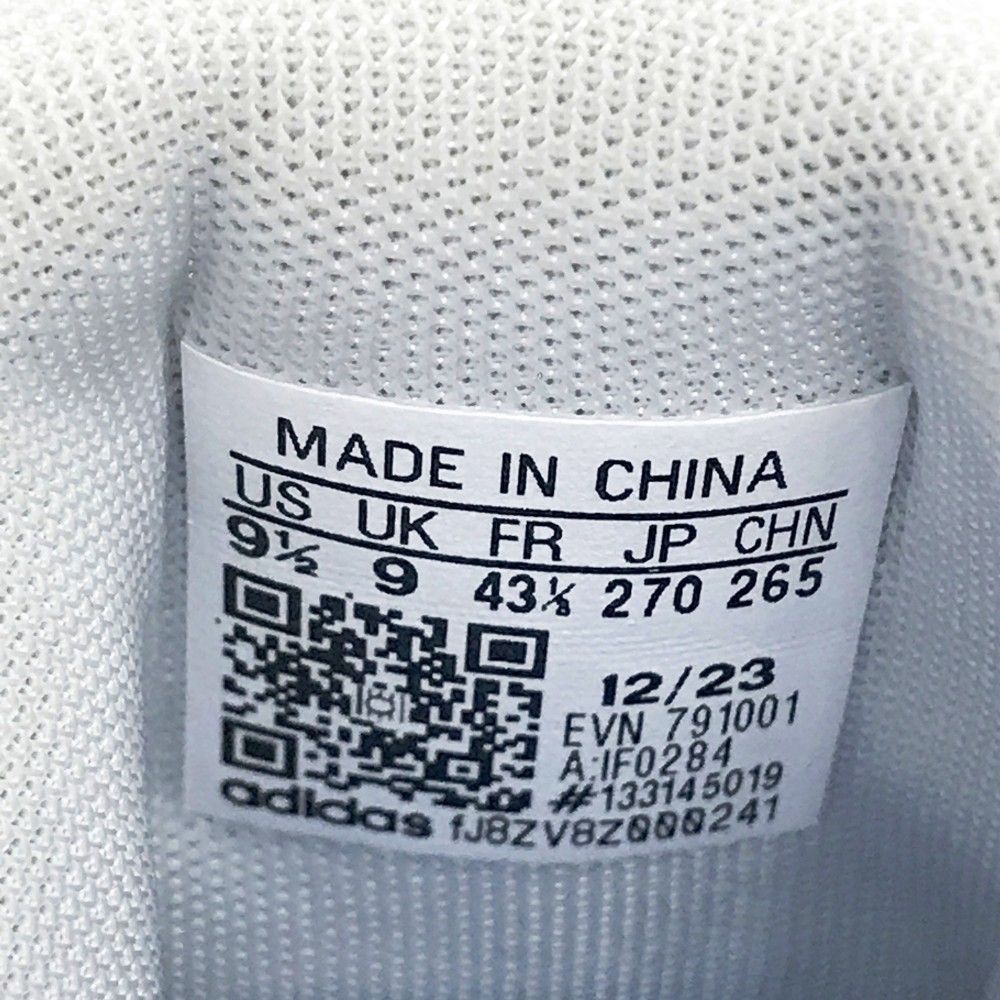 MADE IN CHINA
US UK FR JP CHN
9½ 9 43⅓ 270 265
12/23
EVN 791001
A:IF0284
#133145019
adidas fJ8ZV8Z000241